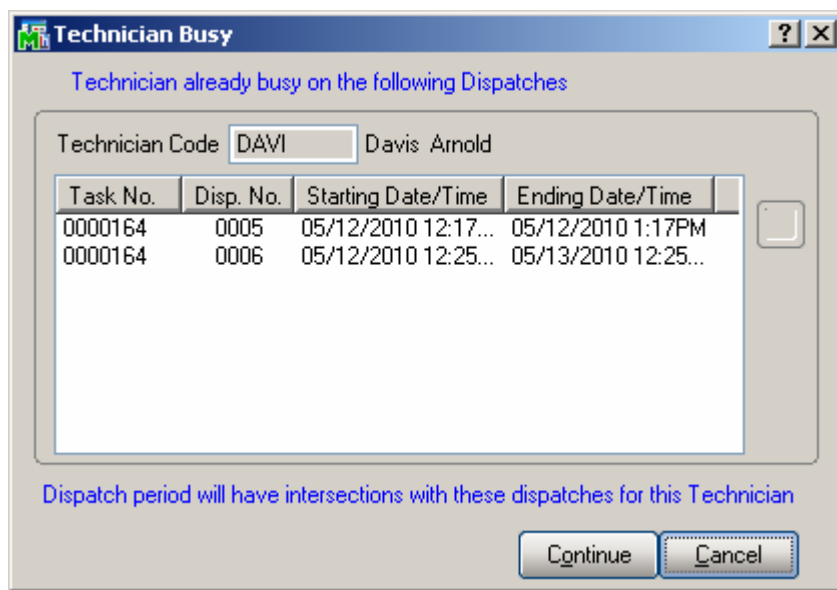 Technician Busy
Technician already busy on the following Dispatches
Technician Code DAVI Davis Arnold
Task No. Disp. No. Starting Date/Time Ending Date/Time
0000164 0005 05/12/2010 12:17... 05/12/2010 1:17PM
0000164 0006 05/12/2010 12:25... 05/13/2010 12:25...
Dispatch period will have intersections with these dispatches for this Technician
Continue Cancel